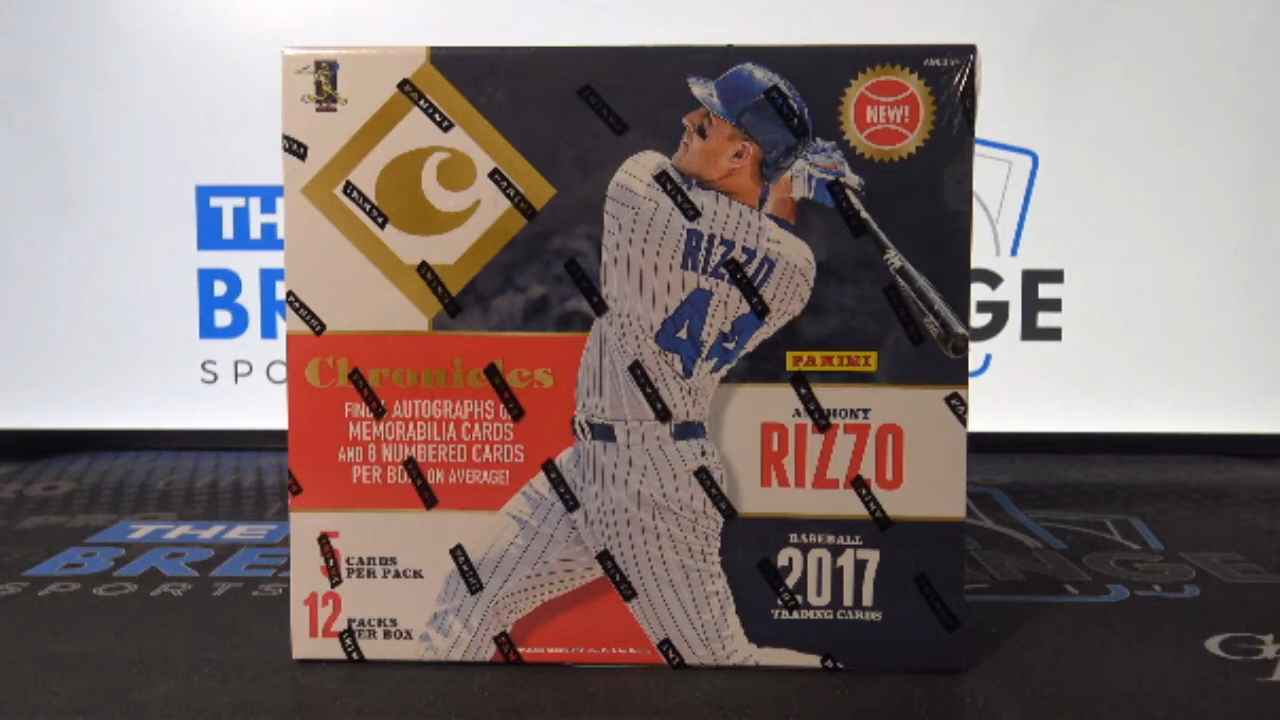 NEW!
C
PANINI
TH
BR
GE
SPO
RIZZO
44
PANINI
Chronicles
FIND AUTOGRAPHS OR
MEMORABILIA CARDS
AND 8 NUMBERED CARDS
PER BOX ON AVERAGE!
ANTHONY
RIZZO
5 CARDS
PER PACK
12 PACKS
PER BOX
BASEBALL
2017
TRADING CARDS
THE
BRE
SPORTS